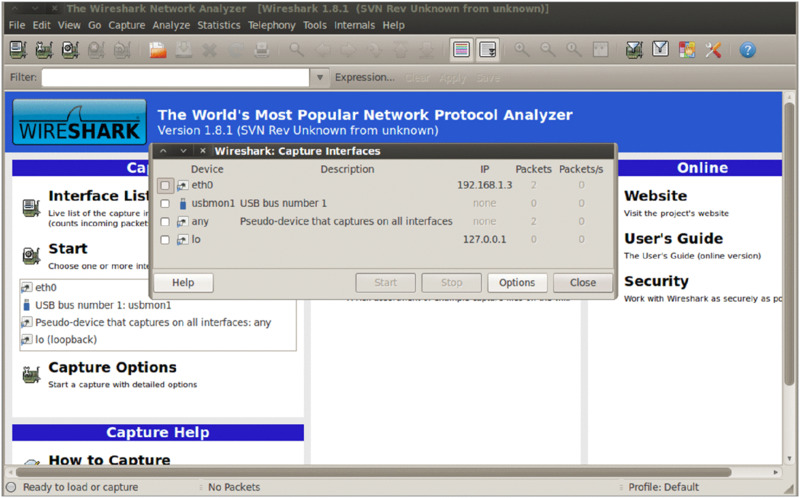 The Wireshark Network Analyzer [Wireshark 1.8.1 (SVN Rev Unknown from unknown)]
File Edit View Go Capture Analyze Statistics Telephony Tools Internals Help
Filter: Expression... Clear Apply Save
WIRESHARK
The World's Most Popular Network Protocol Analyzer
Version 1.8.1 (SVN Rev Unknown from unknown)
Wireshark: Capture Interfaces
Device Description IP Packets Packets/s
eth0 192.168.1.3 2 0
usbmon1 USB bus number 1 none 0 0
any Pseudo-device that captures on all interfaces none 2 0
lo 127.0.0.1 0 0
Help Start Stop Options Close
Ca
Interface List
Live list of the capture in
(counts incoming packets
Start
Choose one or more inte
eth0
USB bus number 1: usbmon1
Pseudo-device that captures on all interfaces: any
lo (loopback)
Capture Options
Start a capture with detailed options
Capture Help
How to Capture
Online
Website
Visit the project's website
User's Guide
The User's Guide (online version)
Security
Work with Wireshark as securely as po
Ready to load or capture No Packets Profile: Default